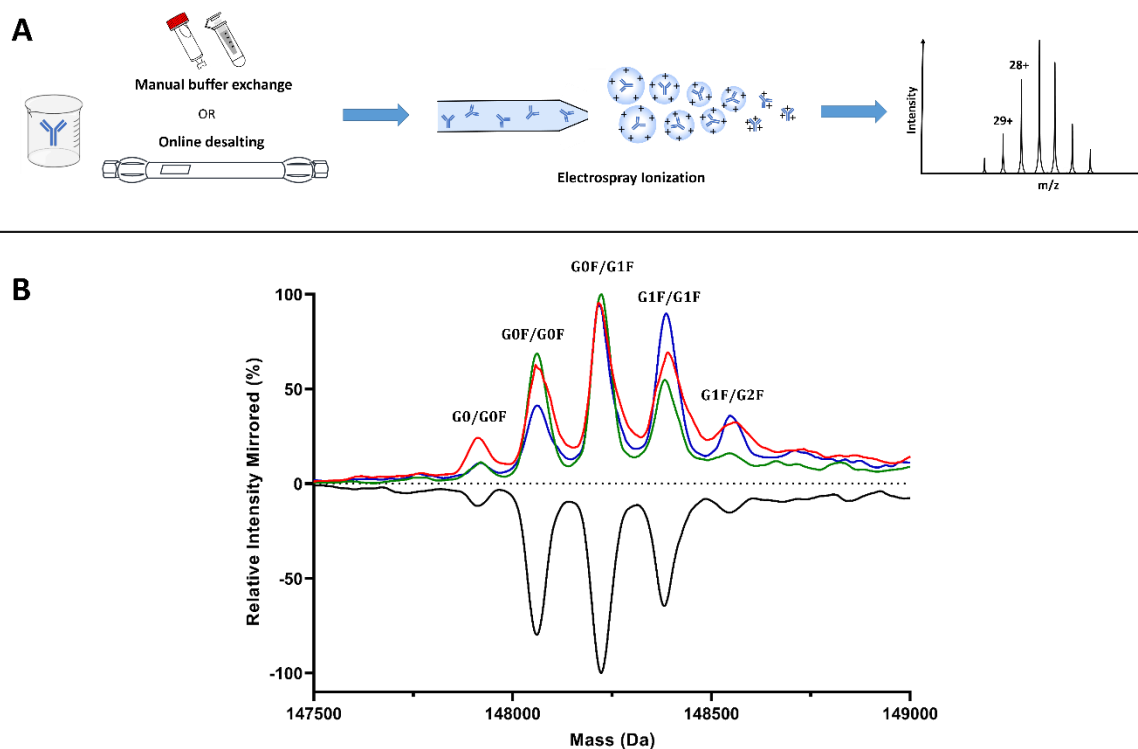 A
Manual buffer exchange
OR
Online desalting
Electrospray Ionization
Intensity
29+
28+
m/z
B
G0/G0F
G0F/G0F
G0F/G1F
G1F/G1F
G1F/G2F
Relative Intensity Mirrored (%)
100
50
0
-50
-100
147500
148000
148500
149000
Mass (Da)